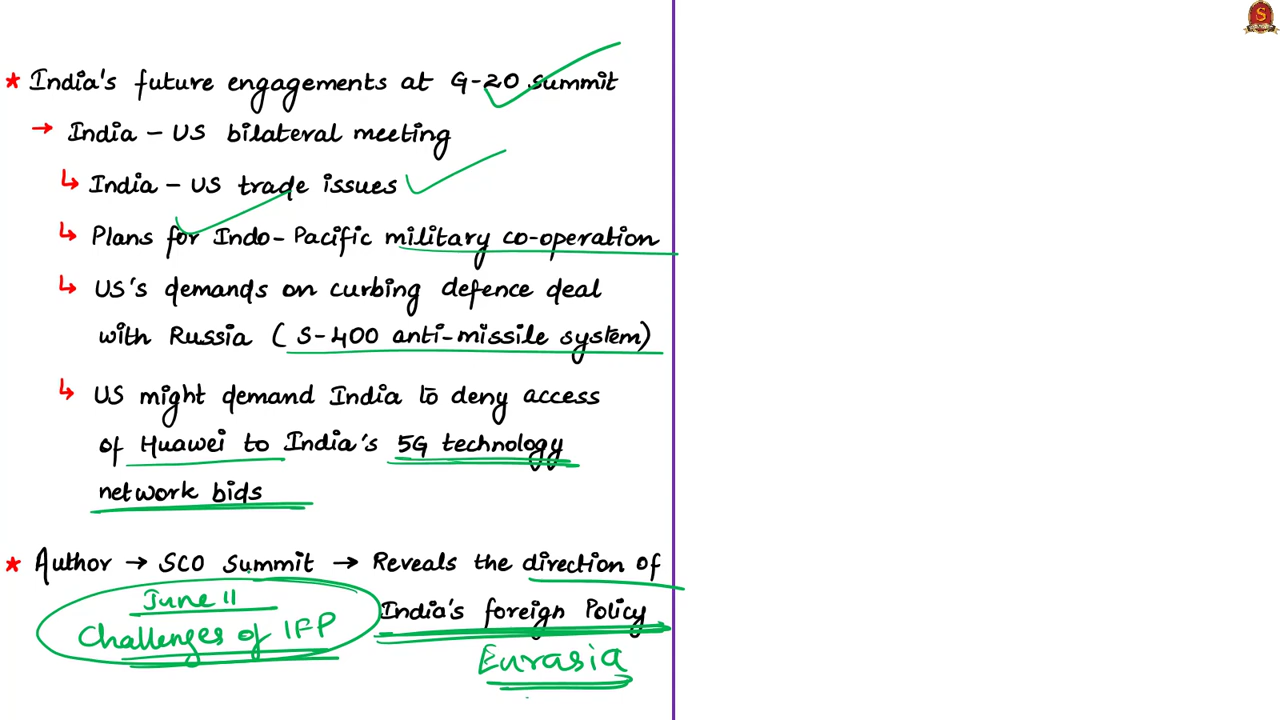 * India's future engagements at G-20 summit
→ India - US bilateral meeting
↳ India - US trade issues
↳ Plans for Indo-Pacific military co-operation
↳ US's demands on curbing defence deal
with Russia (S-400 anti-missile system)
↳ US might demand India to deny access
of Huawei to India's 5G technology
network bids
* Author → SCO Summit → Reveals the direction of
India's foreign Policy
June 11
Challenges of IFP
Eurasia
S